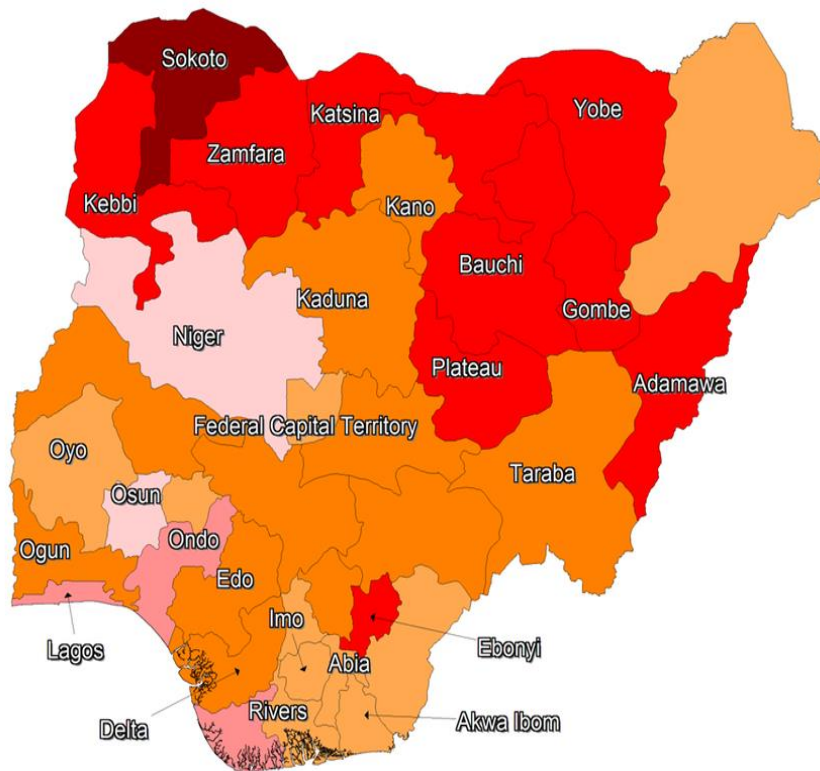 Sokoto
Katsina
Yobe
Zamfara
Kebbi
Kano
Bauchi
Kaduna
Gombe
Niger
Plateau
Adamawa
Federal Capital Territory
Oyo
Taraba
Osun
Ogun
Ondo
Edo
Imo
Lagos
Ebonyi
Abia
Rivers
Delta
Akwa Ibom